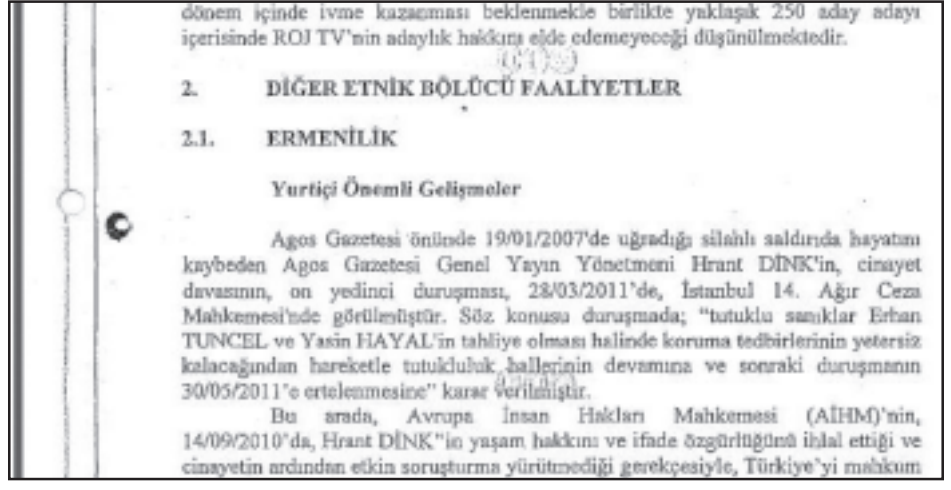 dönem içinde ivme kazanması beklenmekle birlikte yaklaşık 250 aday adayı
içerisinde ROJ TV'nin adaylık hakkını elde edemeyeceği düşünülmektedir.
2. DİĞER ETNİK BÖLÜCÜ FAALİYETLER
2.1. ERMENİLİK
Yurtiçi Önemli Gelişmeler
Agos Gazetesi önünde 19/01/2007'de uğradığı silahlı saldırıda hayatını
kaybeden Agos Gazetesi Genel Yayın Yönetmeni Hrant DİNK'in, cinayet
davasının, on yedinci duruşması, 28/03/2011'de, İstanbul 14. Ağır Ceza
Mahkemesi'nde görülmüştür. Söz konusu duruşmada; "tutuklu sanıklar Erhan
TUNCEL ve Yasin HAYAL'in tahliye olması halinde koruma tedbirlerinin yetersiz
kalacağından hareketle tutukluluk hallerinin devamına ve sonraki duruşmanın
30/05/2011'e ertelenmesine" karar verilmiştir.
Bu arada, Avrupa İnsan Hakları Mahkemesi (AİHM)'nin,
14/09/2010'da, Hrant DİNK"in yaşam hakkını ve ifade özgürlüğünü ihlal ettiği ve
cinayetin ardından etkin soruşturma yürütmediği gerekçesiyle, Türkiye'yi mahkum